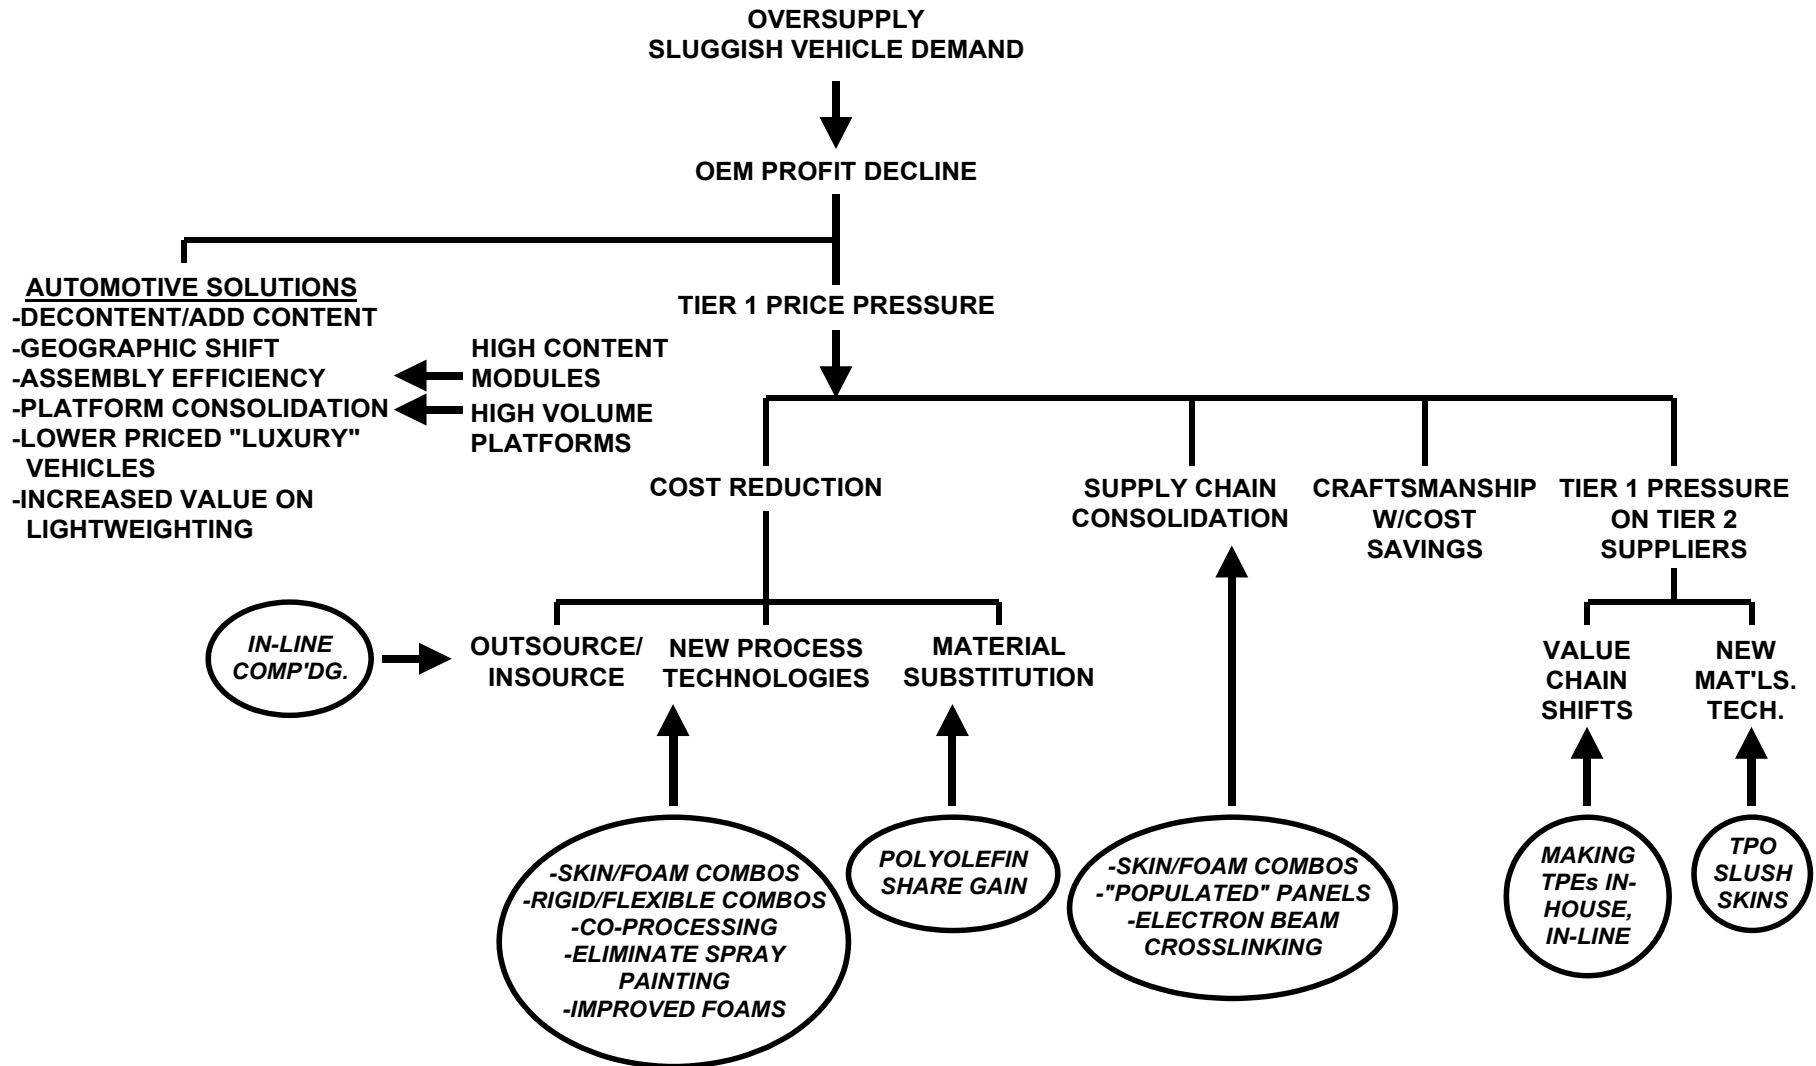 OVERSUPPLY
SLUGGISH VEHICLE DEMAND
OEM PROFIT DECLINE
AUTOMOTIVE SOLUTIONS
-DECONTENT/ADD CONTENT
-GEOGRAPHIC SHIFT
-ASSEMBLY EFFICIENCY
-PLATFORM CONSOLIDATION
-LOWER PRICED "LUXURY"
VEHICLES
-INCREASED VALUE ON
LIGHTWEIGHTING
HIGH CONTENT
MODULES
HIGH VOLUME
PLATFORMS
TIER 1 PRICE PRESSURE
COST REDUCTION
SUPPLY CHAIN
CONSOLIDATION
CRAFTSMANSHIP
W/COST
SAVINGS
TIER 1 PRESSURE
ON TIER 2
SUPPLIERS
IN-LINE
COMP'DG.
OUTSOURCE/
INSOURCE
NEW PROCESS
TECHNOLOGIES
MATERIAL
SUBSTITUTION
VALUE
CHAIN
SHIFTS
NEW
MAT'LS.
TECH.
-SKIN/FOAM COMBOS
-RIGID/FLEXIBLE COMBOS
-CO-PROCESSING
-ELIMINATE SPRAY
PAINTING
-IMPROVED FOAMS
POLYOLEFIN
SHARE GAIN
-SKIN/FOAM COMBOS
-"POPULATED" PANELS
-ELECTRON BEAM
CROSSLINKING
MAKING
TPEs IN-
HOUSE,
IN-LINE
TPO
SLUSH
SKINS